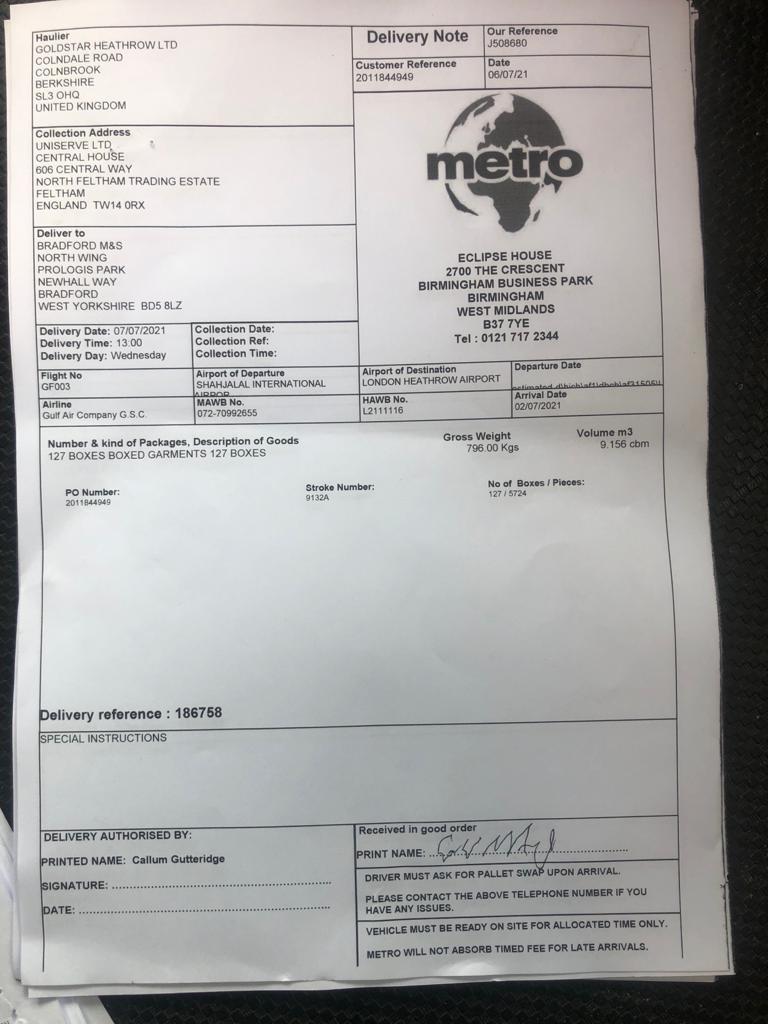 Haulier
GOLDSTAR HEATHROW LTD
COLNDALE ROAD
COLNBROOK
BERKSHIRE
SL3 OHQ
UNITED KINGDOM
Delivery Note
Our Reference
J508680
Customer Reference
2011844949
Date
06/07/21
Collection Address
UNISERVE LTD
CENTRAL HOUSE
606 CENTRAL WAY
NORTH FELTHAM TRADING ESTATE
FELTHAM
ENGLAND TW14 0RX
metro
ECLIPSE HOUSE
2700 THE CRESCENT
BIRMINGHAM BUSINESS PARK
BIRMINGHAM
WEST MIDLANDS
B37 7YE
Tel : 0121 717 2344
Deliver to
BRADFORD M&S
NORTH WING
PROLOGIS PARK
NEWHALL WAY
BRADFORD
WEST YORKSHIRE BD5 8LZ
Delivery Date: 07/07/2021
Delivery Time: 13:00
Delivery Day: Wednesday
Collection Date:
Collection Ref:
Collection Time:
Flight No
GF003
Airport of Departure
SHAHJALAL INTERNATIONAL
Airport of Destination
LONDON HEATHROW AIRPORT
Departure Date
Airline
Gulf Air Company G.S.C.
MAWB No.
072-70992655
HAWB No.
L2111116
Arrival Date
02/07/2021
Number & kind of Packages, Description of Goods
127 BOXES BOXED GARMENTS 127 BOXES
Gross Weight
796.00 Kgs
Volume m3
9.156 cbm
PO Number:
2011844949
Stroke Number:
9132A
No of Boxes / Pieces:
127 / 5724
Delivery reference : 186758
SPECIAL INSTRUCTIONS
DELIVERY AUTHORISED BY:
PRINTED NAME: Callum Gutteridge
SIGNATURE:
DATE:
Received in good order
PRINT NAME:
DRIVER MUST ASK FOR PALLET SWAP UPON ARRIVAL.
PLEASE CONTACT THE ABOVE TELEPHONE NUMBER IF YOU
HAVE ANY ISSUES.
VEHICLE MUST BE READY ON SITE FOR ALLOCATED TIME ONLY.
METRO WILL NOT ABSORB TIMED FEE FOR LATE ARRIVALS.